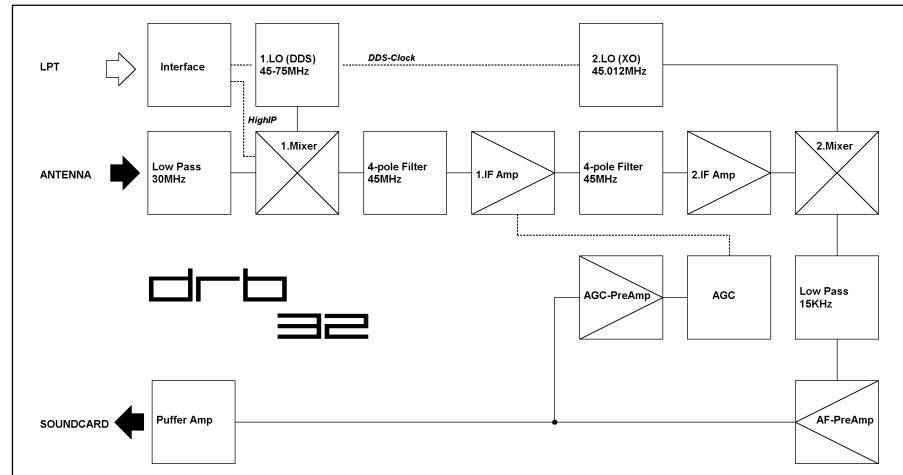 LPT
Interface
1.LO (DDS)
45-75MHz
DDS-Clock
2.LO (XO)
45.012MHz
HighIP
ANTENNA
Low Pass
30MHz
1.Mixer
4-pole Filter
45MHz
1.IF Amp
4-pole Filter
45MHz
2.IF Amp
2.Mixer
drb
32
AGC-PreAmp
AGC
Low Pass
15KHz
SOUNDCARD
Puffer Amp
AF-PreAmp